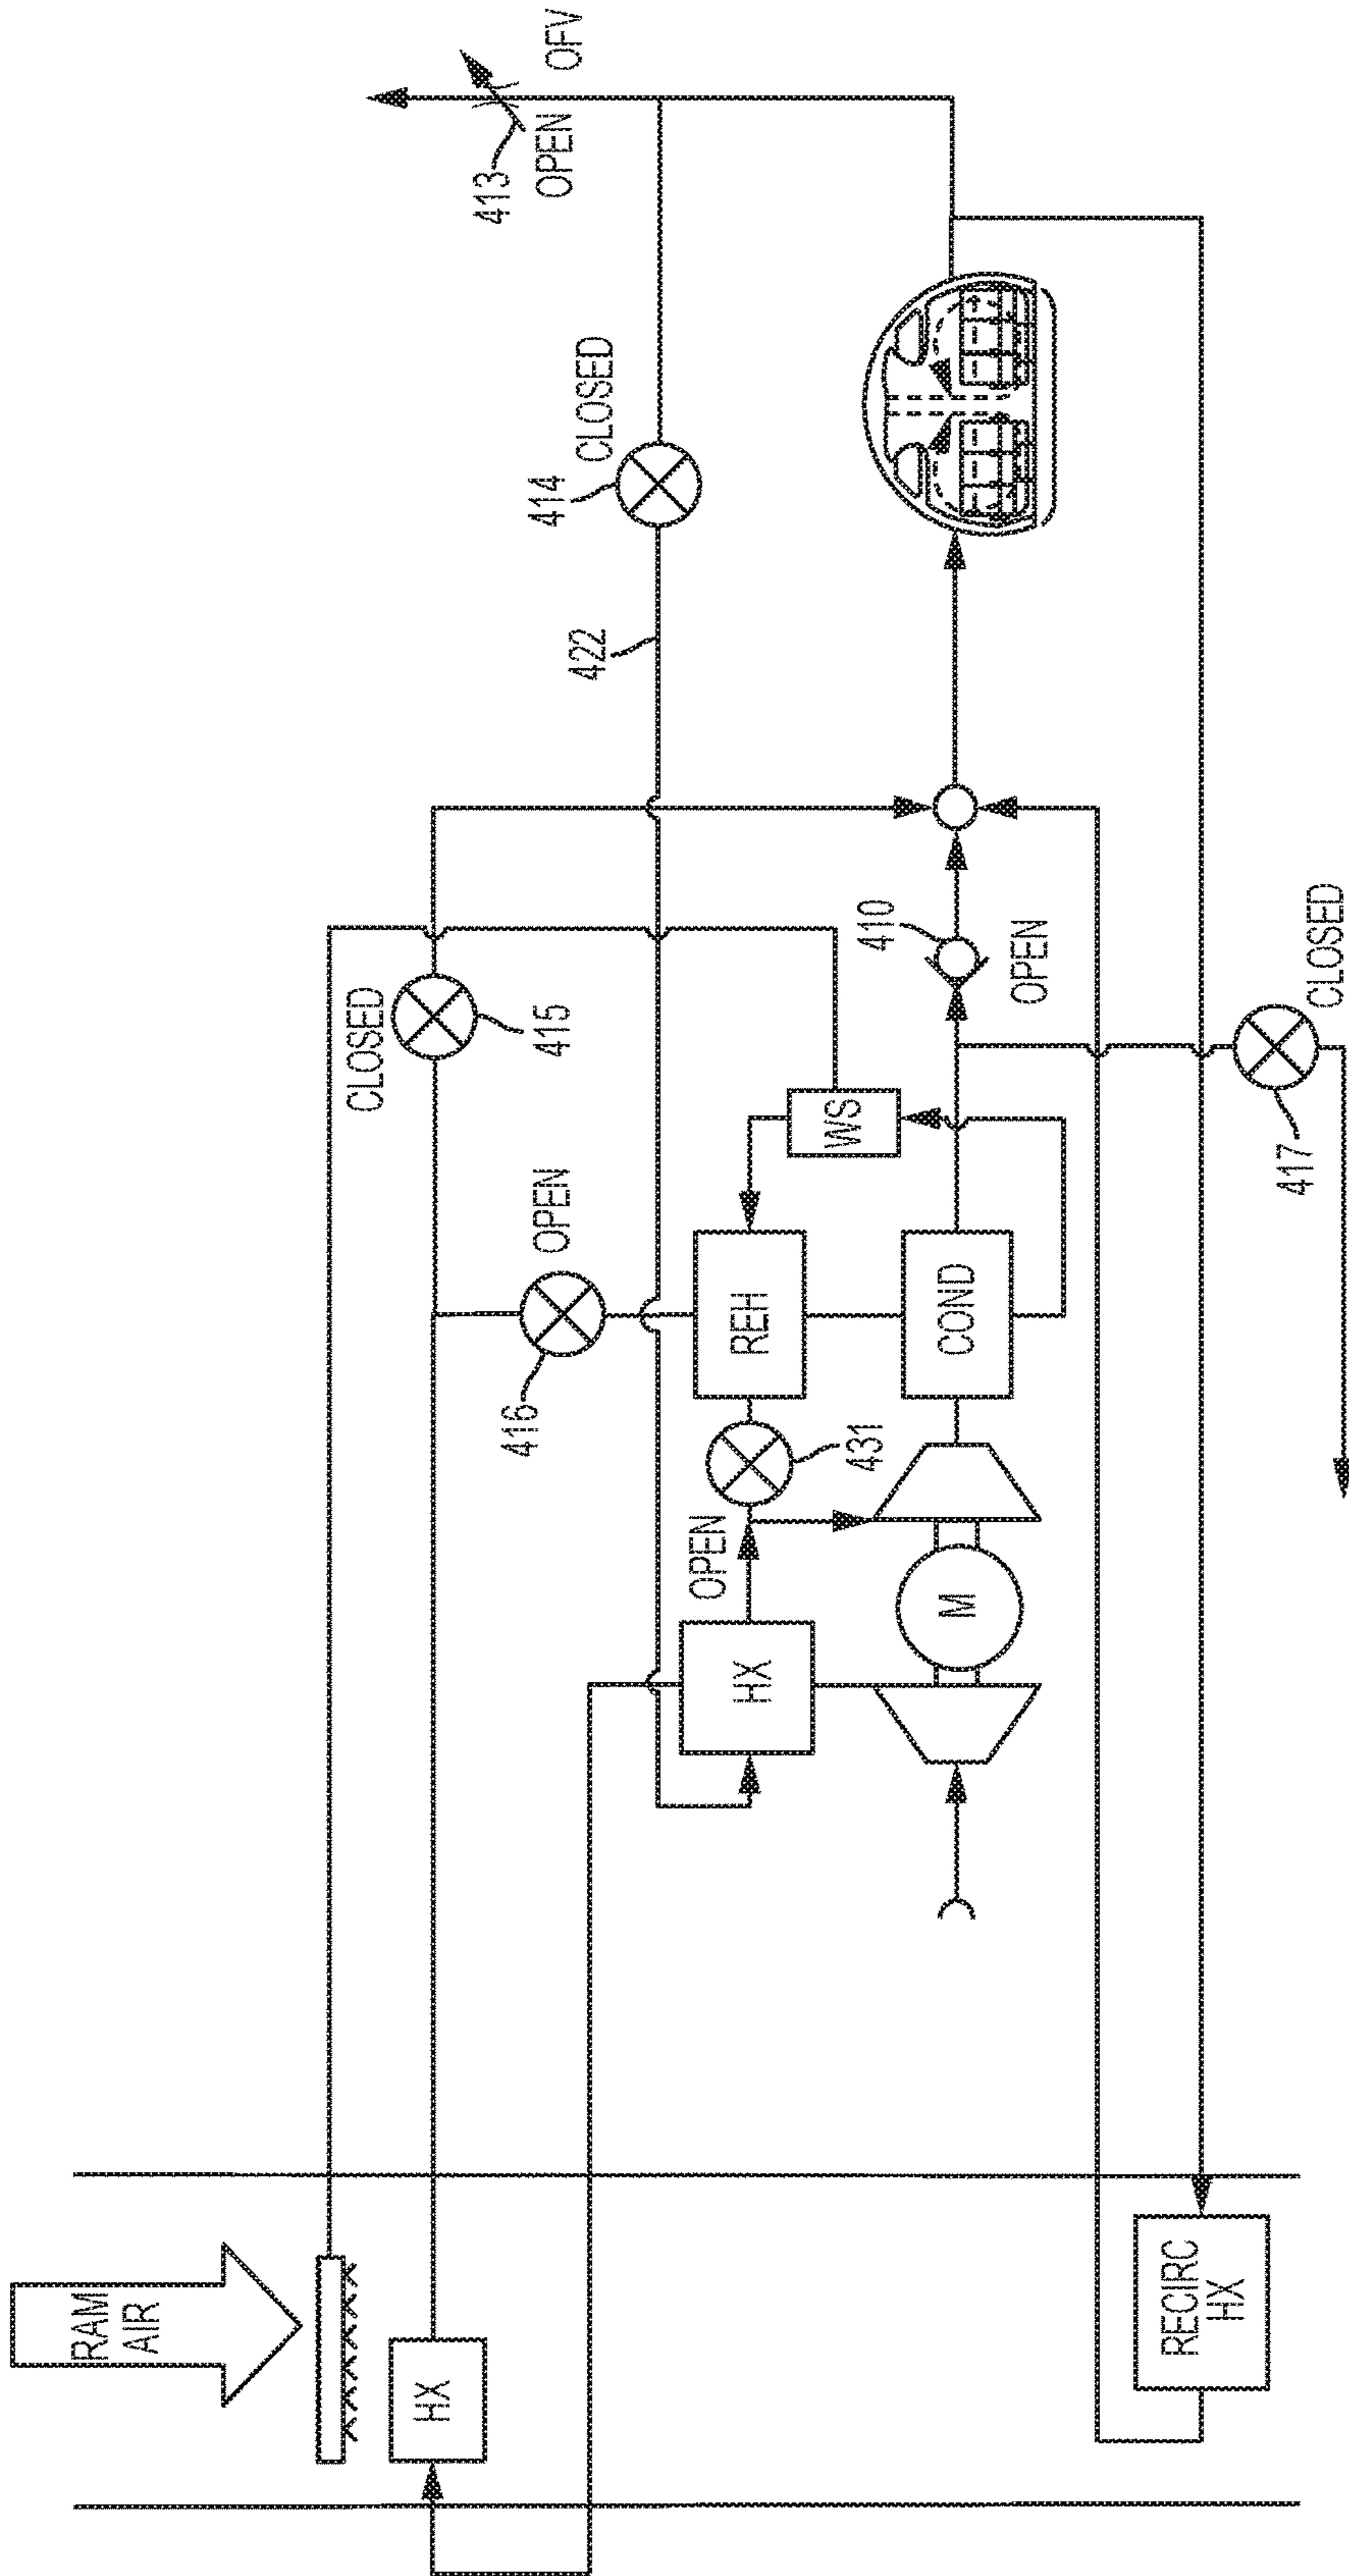 RAM
AIR
HX
RECIRC
HX
HX
OPEN
M
431
REH
COND
416
OPEN
WS
CLOSED
415
410
OPEN
417
CLOSED
422
414
CLOSED
413
OPEN
OFV